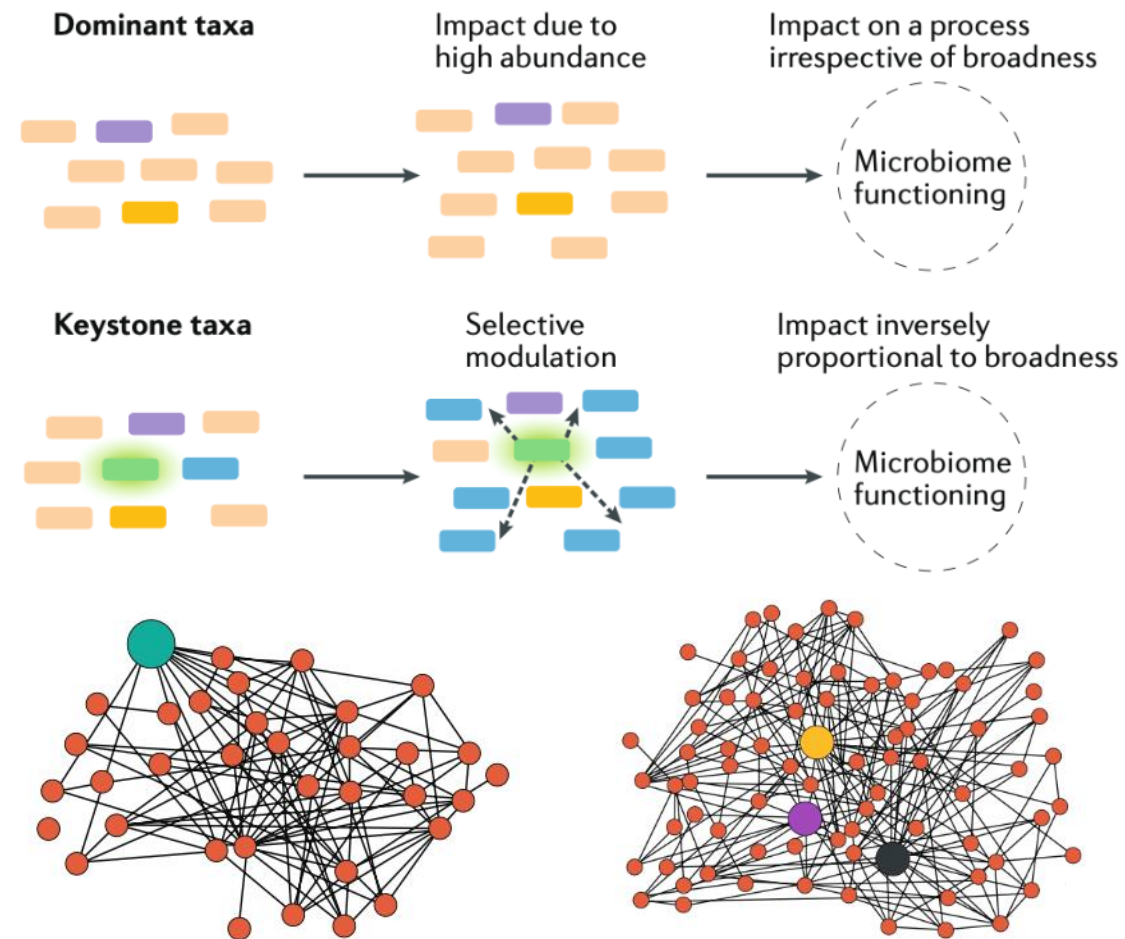 Dominant taxa
Impact due to
high abundance
Impact on a process
irrespective of broadness
Microbiome
functioning
Keystone taxa
Selective
modulation
Impact inversely
proportional to broadness
Microbiome
functioning